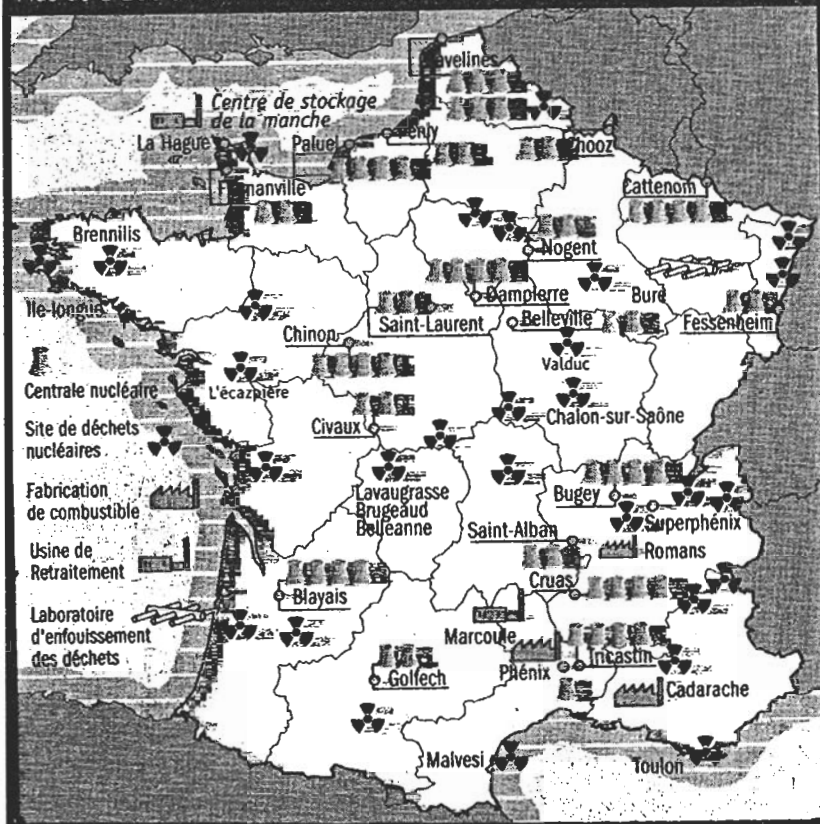 Gravelines
Centre de stockage
de la manche
La Hague
Paluel
Penly
Chooz
Flamanville
Cattenom
Brennilis
Nogent
Ile-longue
Dampierre
Bure
Saint-Laurent
Belleville
Fessenheim
Chinon
Valduc
Centrale nucléaire
L'écazpière
Chalon-sur-Saône
Civaux
Site de déchets
nucléaires
Lavaugrasse
Brugeaud
Belleanne
Bugey
Fabrication
de combustible
Superphénix
Saint-Alban
Romans
Usine de
Retraitement
Cruas
Blayais
Laboratoire
d'enfouissement
des déchets
Marcoule
Phénix
Tricastin
Golfech
Cadarache
Malvesi
Toulon